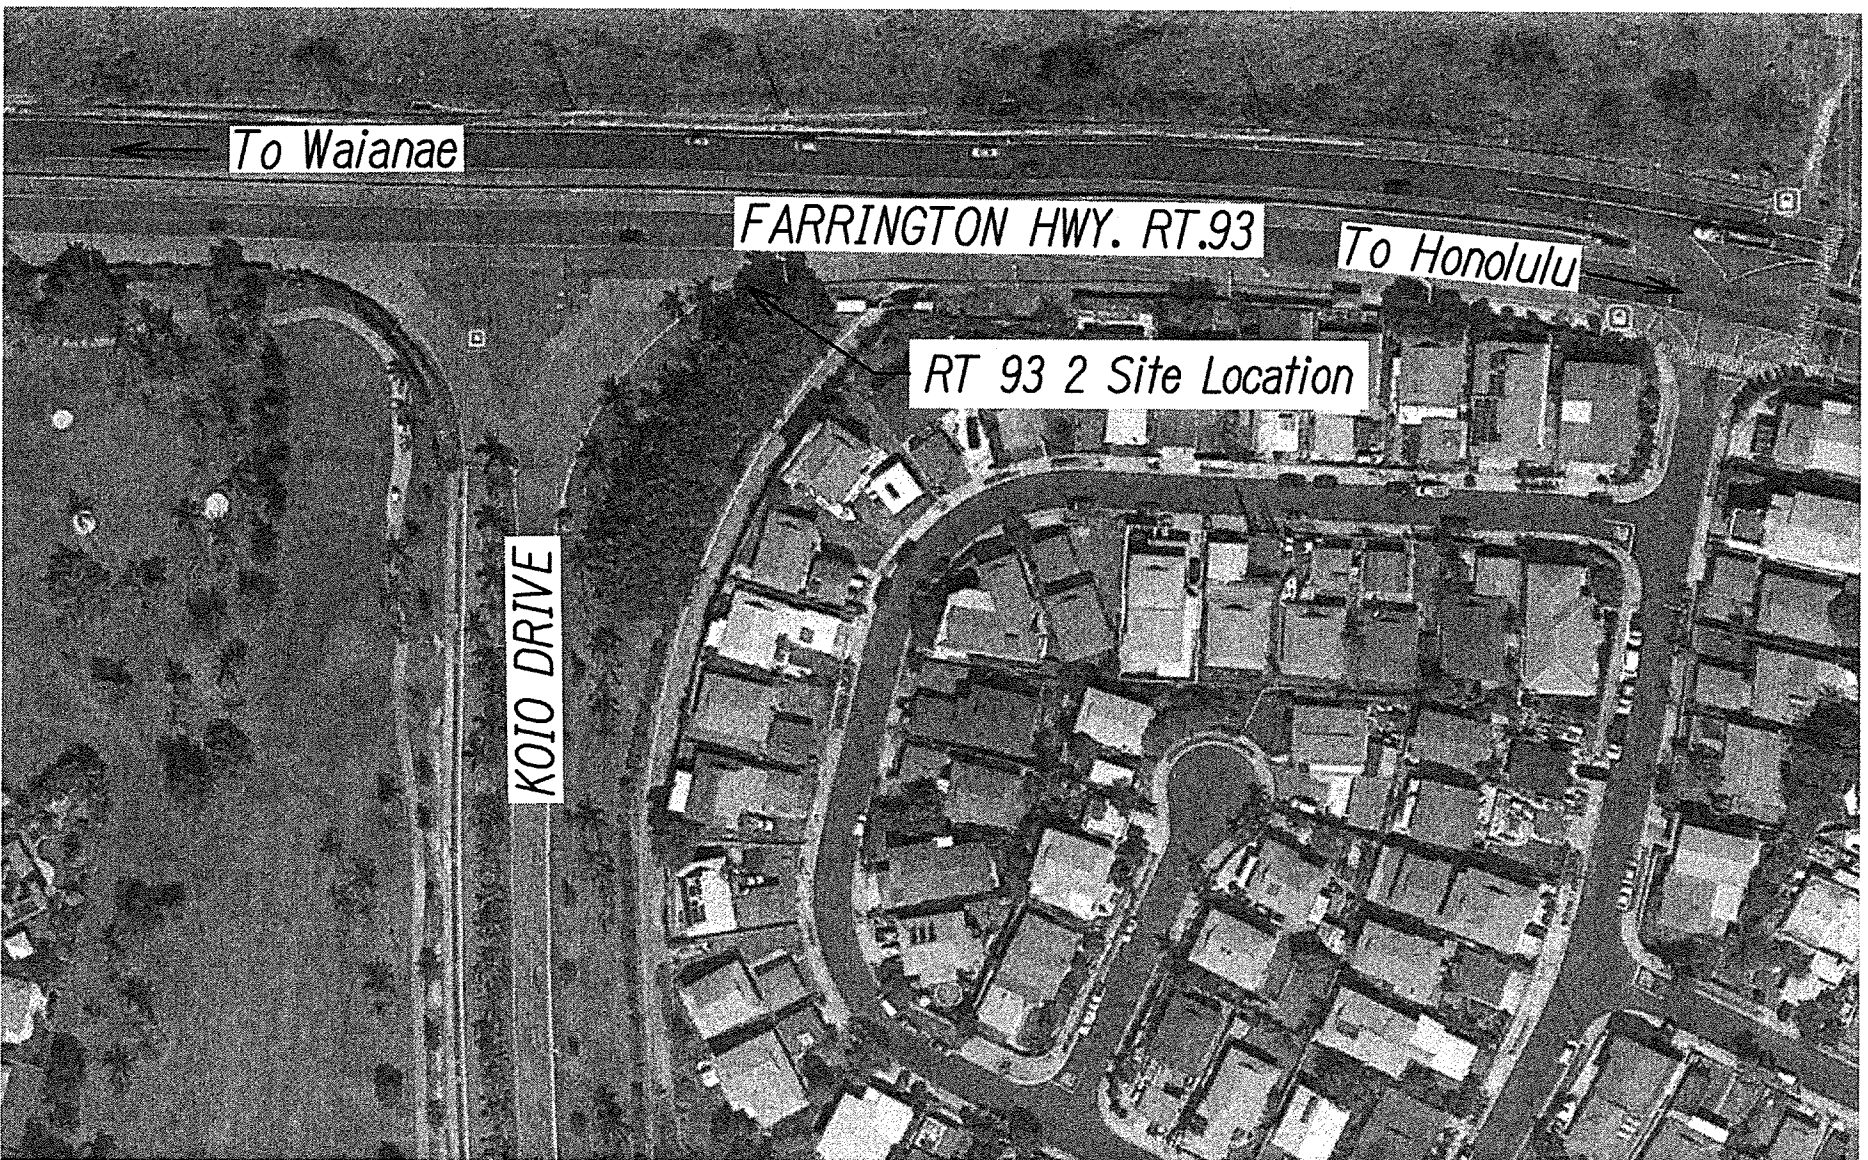 To Waianae
FARRINGTON HWY. RT.93
To Honolulu
RT 93 2 Site Location
KOIO DRIVE